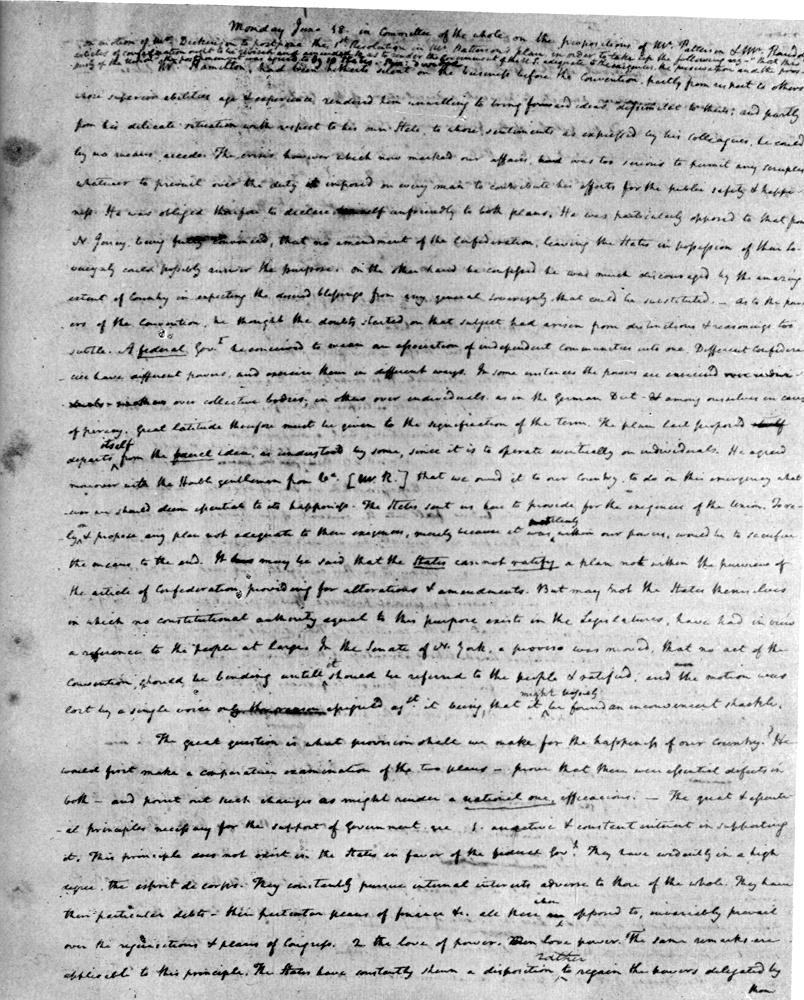 Monday June 18. in Committee of the whole on the propositions of Mr. Patterson & Mr. Randolph
on motion of Mr. Dickinson to postpone the 1st Resolution in Mr. Patterson's plan, in order to take up the following viz- "that the
articles of confederation ought to be revised and amended, so as to render the Government of the U.S. adequate to the exigencies, the preservation and the pros-
perity of the Union" the postponement was agreed to by 10 States
Mr. Hamilton, had been hitherto silent on the business before the Convention, partly from respect to others
whose superior abilities age & experience rendered him unwilling to bring forward ideas dissimilar to theirs, and partly
from his delicate situation with respect to his own State, to whose sentiments as expressed by his Colleagues, he could
by no means accede. The crisis however which now marked our affairs, was too serious to permit any scruples
whatever to prevail over the duty imposed on every man to contribute his efforts for the public safety & happi-
ness. He was obliged therefore to declare himself unfriendly to both plans. He was particularly opposed to that from
N. Jersey, being fully convinced, that no amendment of the Confederation, leaving the States in possession of their So-
vereignty could possibly answer the purpose. On the other hand he confessed he was much discouraged by the amazing
extent of Country in expecting the desired blessings from any general sovereignty that could be substituted. — As to the pow-
ers of the Convention, he thought the doubts started on that subject had arisen from distinctions & reasonings too
subtle. A federal Govt. he conceived to mean an association of independent Communities into one. Different Confedera-
cies have different powers, and exercise them in different ways. In some instances the powers are exercised
over collective bodies; in others over individuals, as in the German Diet - & among ourselves in cases
of piracy. Great latitude therefore must be given to the signification of the term. The plan last proposed
departs itself from the federal idea, as understood by some, since it is to operate eventually on individuals. He agreed
moreover with the Honble gentleman from Va. [Mr. R.] that we owed it to our Country, to do on this emergency what-
ever we should deem essential to its happiness. The States sent us here to provide for the exigences of the Union. To re-
ly on & propose any plan not adequate to these exigences, merely because it was not clearly within our powers, would be to sacrifice
the means to the end. It may be said that the States can not ratify a plan not within the purview of
the article of Confederation providing for alterations & amendments. But may not the States themselves
in which no constitutional authority equal to this purpose exists in the Legislatures, have had in view
a reference to the people at large. In the Senate of N. York, a proviso was moved, that no act of the
Convention should be binding untill it should be referred to the people & ratified, and the motion was
lost by a single voice only the reason assigned agst. it being, that it might possibly be found an inconvenient shackle.
The great question is what provision shall we make for the happiness of our Country? He
would first make a comparative examination of the two plans — prove that there were essential defects in
both — and point out such changes as might render a national one, efficacious. — The great & essenti-
al principles necessary for the support of Government are 1. an active & constant interest in supporting
it. This principle does not exist in the States in favor of the federal Govt. They have evidently in a high
degree, the esprit de corps. They constantly pursue internal interests adverse to those of the whole. They have
their particular debts - their particular plans of finance &c. all these when opposed to, invariably prevail
over the requisitions & plans of Congress. 2 the love of power. Men love power. The same remarks are
applicable to this principle. The States have constantly shewn a disposition rather to regain the powers delegated by
them